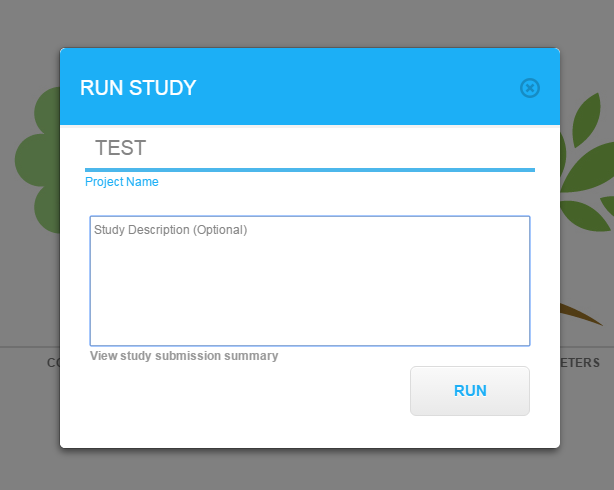 RUN STUDY
TEST
Project Name
Study Description (Optional)
View study submission summary
RUN